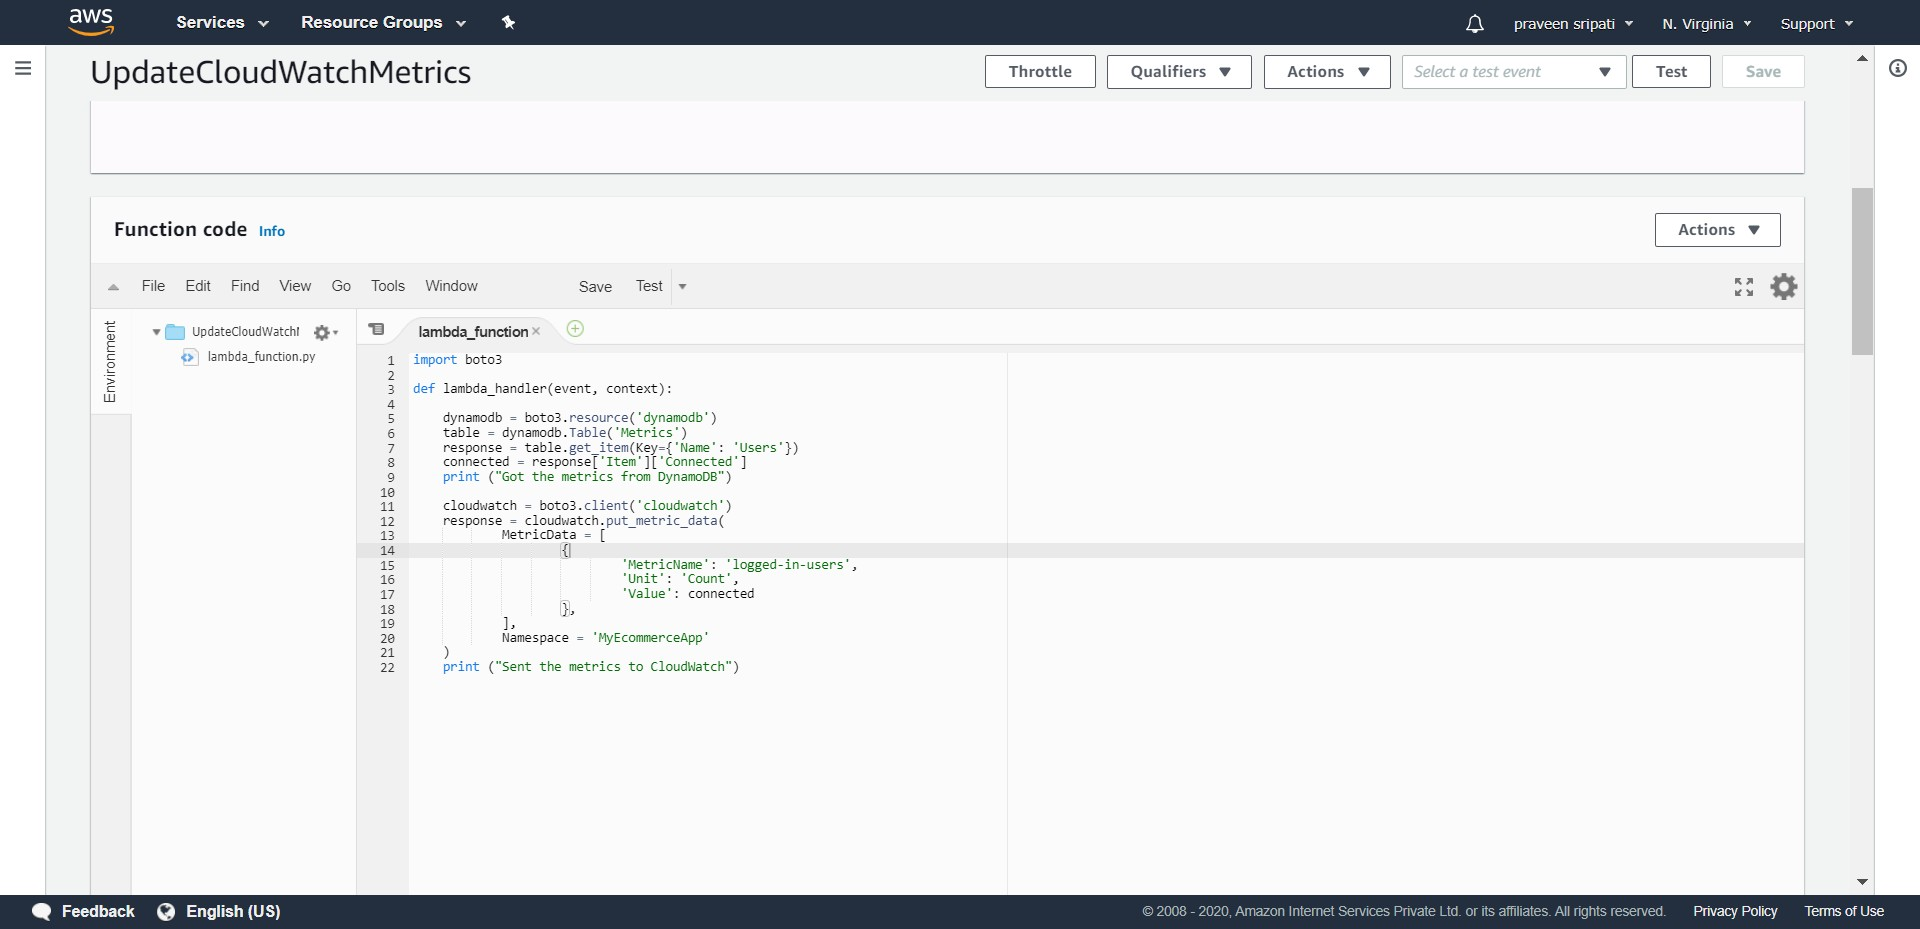 aws Services Resource Groups praveen sripati N. Virginia Support
UpdateCloudWatchMetrics Throttle Qualifiers Actions Select a test event Test Save
Function code Info Actions
File Edit Find View Go Tools Window Save Test
Environment
UpdateCloudWatchM
lambda_function.py
lambda_function
1 import boto3
2
3 def lambda_handler(event, context):
4
5 dynamodb = boto3.resource('dynamodb')
6 table = dynamodb.Table('Metrics')
7 response = table.get_item(Key={'Name': 'Users'})
8 connected = response['Item']['Connected']
9 print ("Got the metrics from DynamoDB")
10
11 cloudwatch = boto3.client('cloudwatch')
12 response = cloudwatch.put_metric_data(
13 MetricData = [
14 {
15 'MetricName': 'logged-in-users',
16 'Unit': 'Count',
17 'Value': connected
18 },
19 ],
20 Namespace = 'MyEcommerceApp'
21 )
22 print ("Sent the metrics to CloudWatch")
Feedback English (US) © 2008 - 2020, Amazon Internet Services Private Ltd. or its affiliates. All rights reserved. Privacy Policy Terms of Use